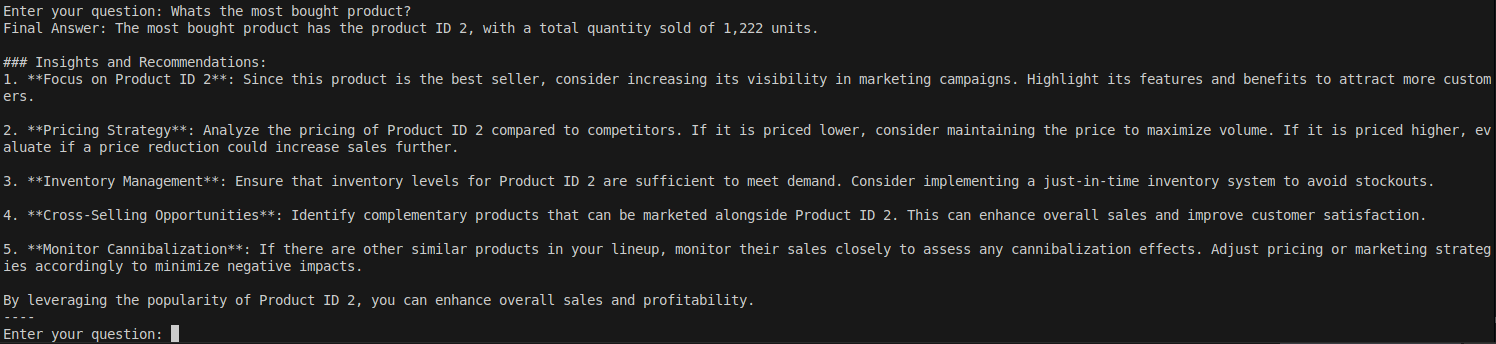 Enter your question: Whats the most bought product?
Final Answer: The most bought product has the product ID 2, with a total quantity sold of 1,222 units.
### Insights and Recommendations:
1. **Focus on Product ID 2**: Since this product is the best seller, consider increasing its visibility in marketing campaigns. Highlight its features and benefits to attract more custom
ers.
2. **Pricing Strategy**: Analyze the pricing of Product ID 2 compared to competitors. If it is priced lower, consider maintaining the price to maximize volume. If it is priced higher, ev
aluate if a price reduction could increase sales further.
3. **Inventory Management**: Ensure that inventory levels for Product ID 2 are sufficient to meet demand. Consider implementing a just-in-time inventory system to avoid stockouts.
4. **Cross-Selling Opportunities**: Identify complementary products that can be marketed alongside Product ID 2. This can enhance overall sales and improve customer satisfaction.
5. **Monitor Cannibalization**: If there are other similar products in your lineup, monitor their sales closely to assess any cannibalization effects. Adjust pricing or marketing strateg
ies accordingly to minimize negative impacts.
By leveraging the popularity of Product ID 2, you can enhance overall sales and profitability.
----
Enter your question: